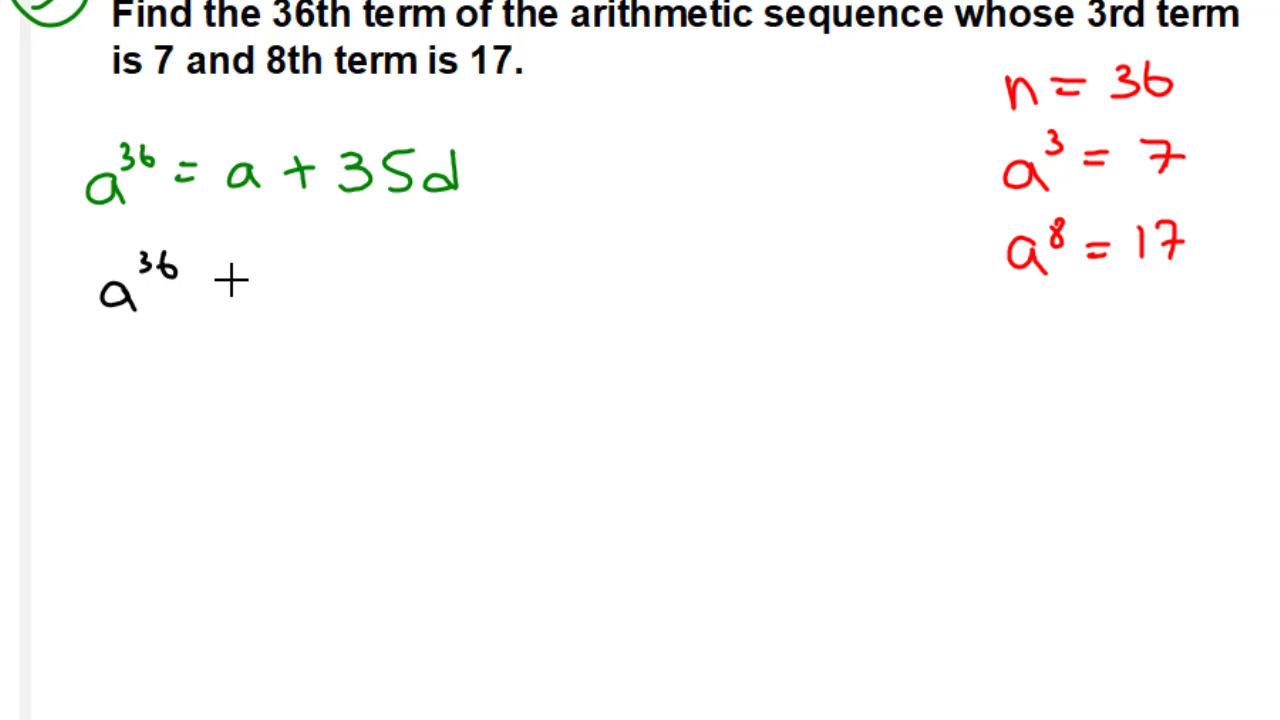 Find the 36th term of the arithmetic sequence whose 3rd term
is 7 and 8th term is 17.
n = 36
a³ = 7
a³⁶ = a + 35d
a⁸ = 17
a³⁶